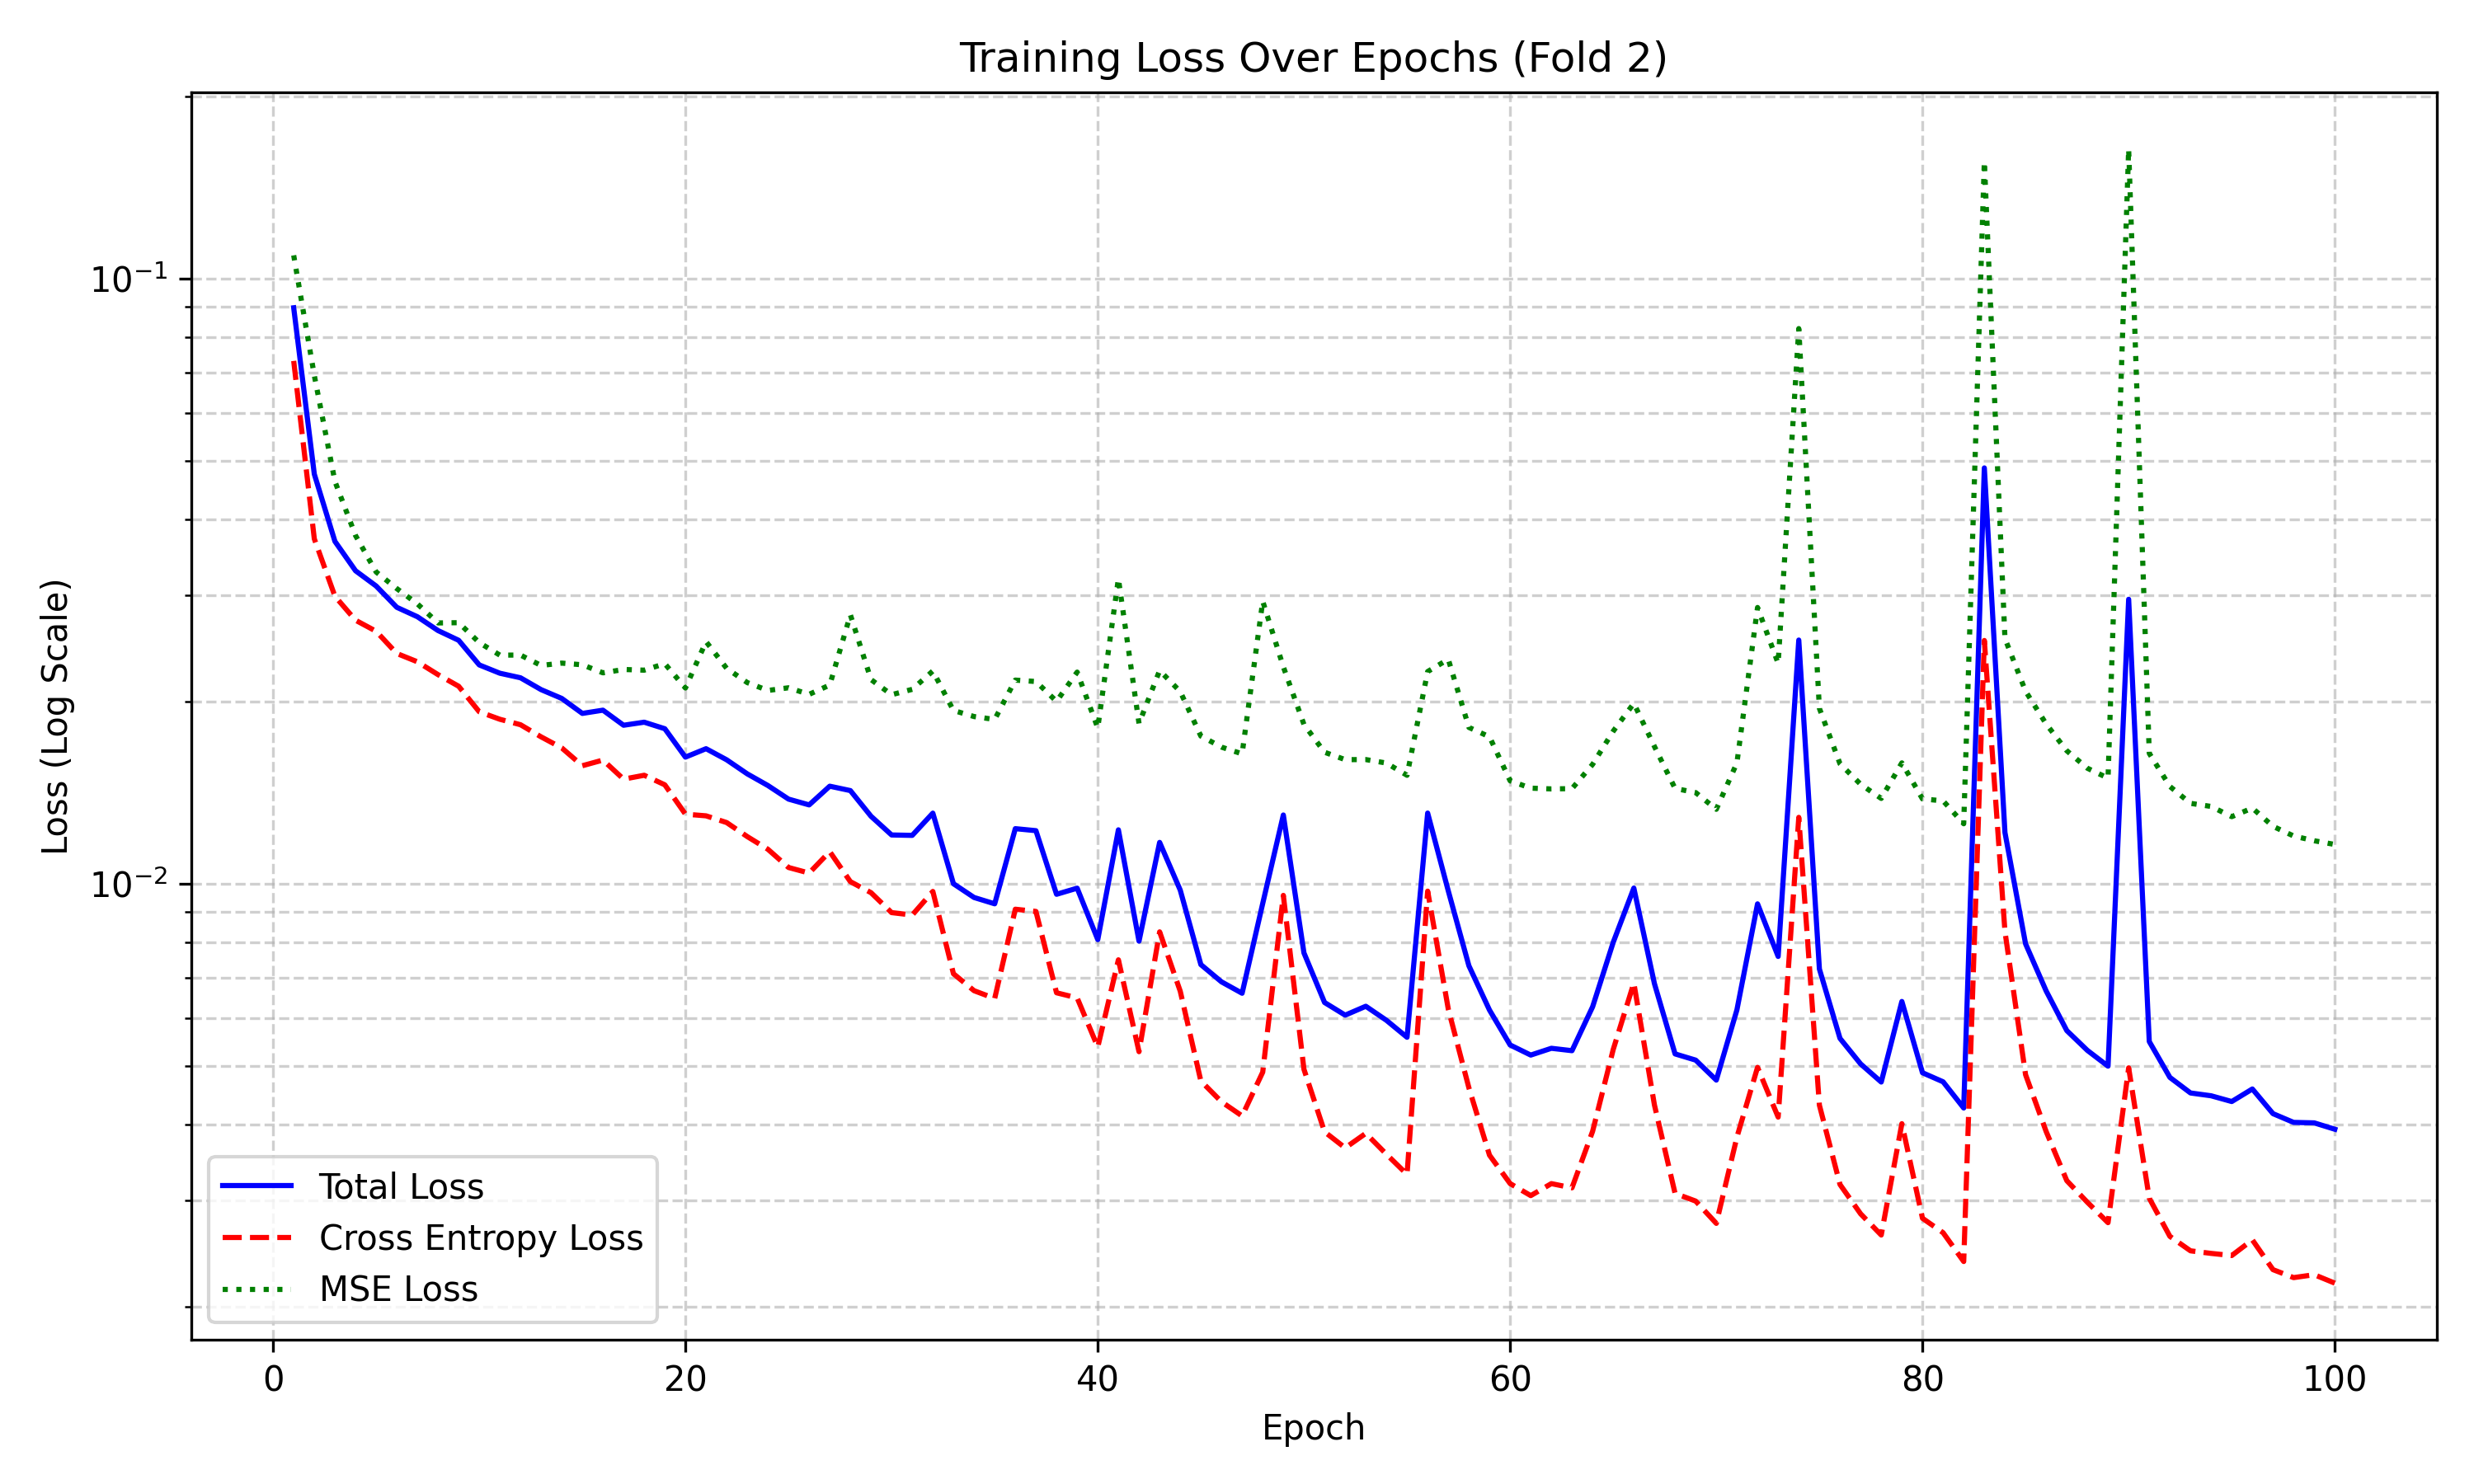 Training Loss Over Epochs (Fold 2)
Loss (Log Scale)
10⁻¹
10⁻²
Total Loss
Cross Entropy Loss
MSE Loss
0 20 40 60 80 100
Epoch